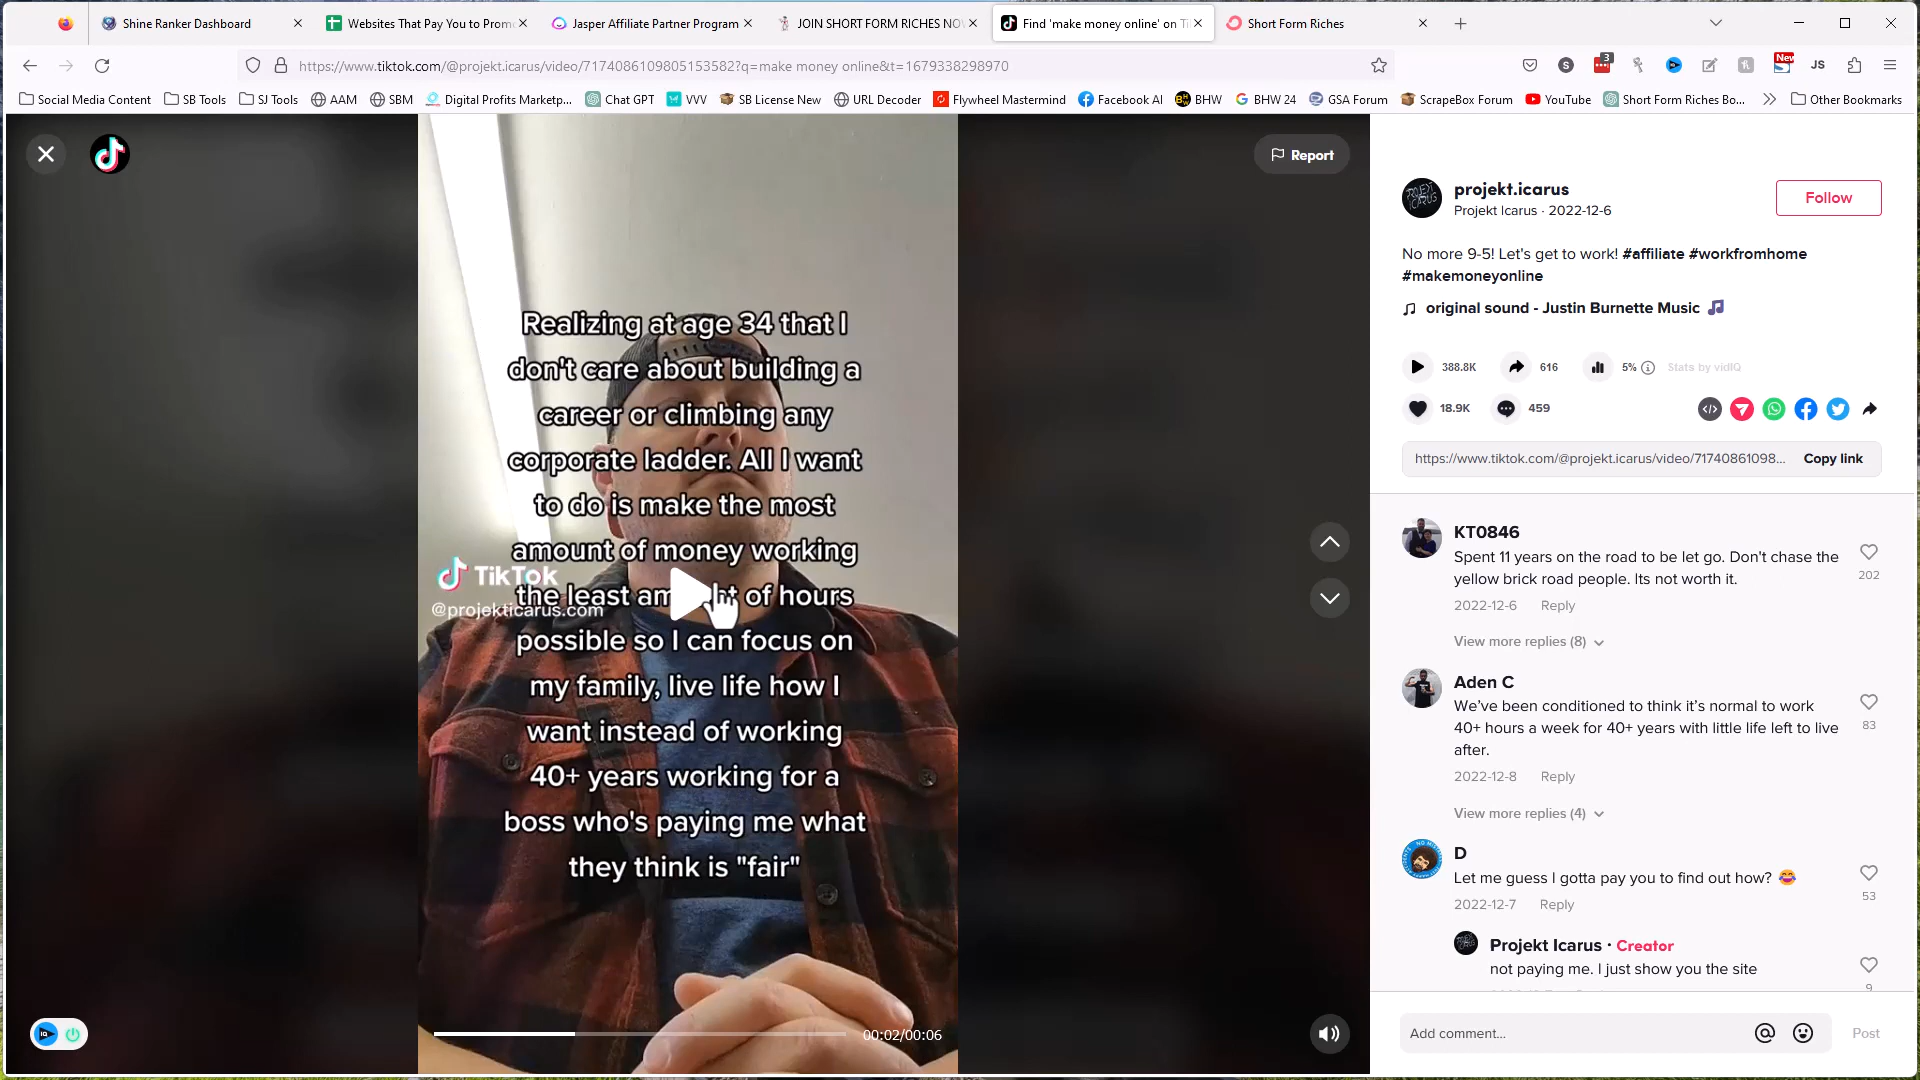 Shine Ranker Dashboard
Websites That Pay You to Prom
Jasper Affiliate Partner Program
JOIN SHORT FORM RICHES NO
Find 'make money online' on Ti
Short Form Riches
https://www.tiktok.com/@projekt.icarus/video/7174086109805153582?q=make money online&t=1679338298970
S
3
New
JS
Social Media Content
SB Tools
SJ Tools
AAM
SBM
Digital Profits Marketp...
Chat GPT
VVV
SB License New
URL Decoder
Flywheel Mastermind
Facebook AI
BHW
BHW 24
GSA Forum
ScrapeBox Forum
YouTube
Short Form Riches Bo...
Other Bookmarks
Report
Realizing at age 34 that I
don't care about building a
career or climbing any
corporate ladder. All I want
to do is make the most
amount of money working
the least am nt of hours
possible so I can focus on
my family, live life how I
want instead of working
40+ years working for a
boss who's paying me what
they think is "fair"
TikTok
@projekticarus.com
00:02/00:06
projekt.icarus
Projekt Icarus · 2022-12-6
Follow
No more 9-5! Let's get to work! #affiliate #workfromhome
#makemoneyonline
original sound - Justin Burnette Music
388.8K
616
5%
Stats by vidIQ
18.9K
459
https://www.tiktok.com/@projekt.icarus/video/71740861098...
Copy link
KT0846
Spent 11 years on the road to be let go. Don't chase the
yellow brick road people. Its not worth it.
202
2022-12-6 Reply
View more replies (8)
Aden C
We've been conditioned to think it's normal to work
40+ hours a week for 40+ years with little life left to live
after.
83
2022-12-8 Reply
View more replies (4)
D
Let me guess I gotta pay you to find out how? 😂
53
2022-12-7 Reply
Projekt Icarus · Creator
not paying me. I just show you the site
9
Add comment...
Post